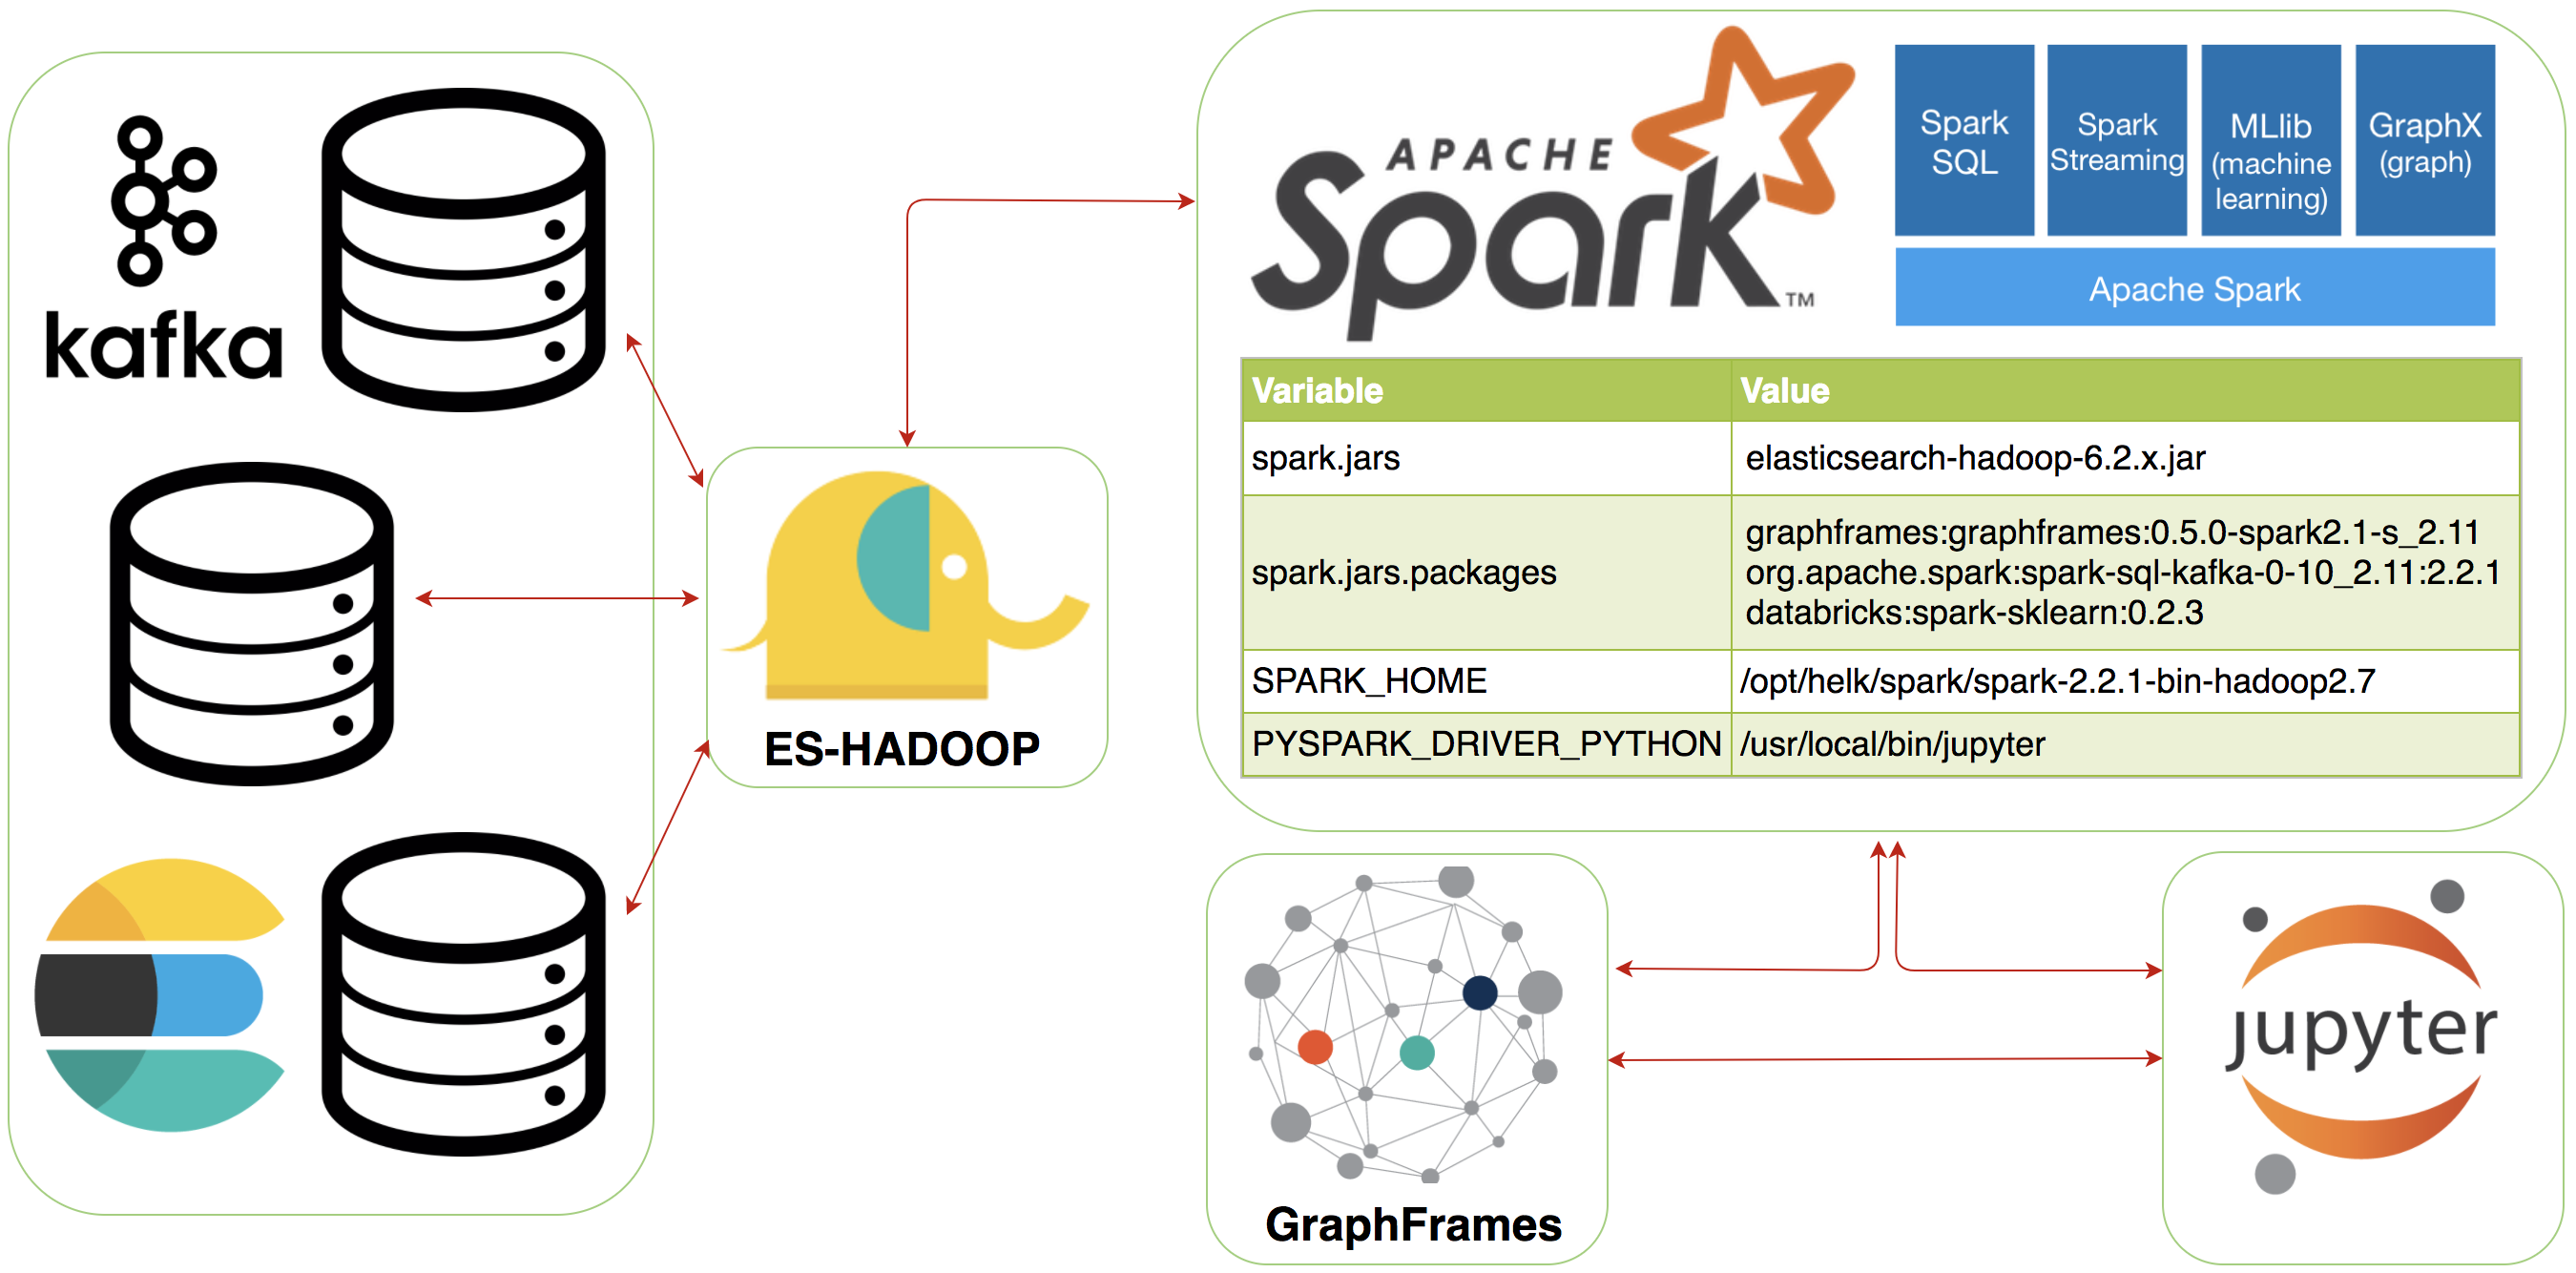 kafka
ES-HADOOP
APACHE
Spark™
Spark
SQL
Spark
Streaming
MLlib
(machine
learning)
GraphX
(graph)
Apache Spark
Variable Value
spark.jars elasticsearch-hadoop-6.2.x.jar
spark.jars.packages graphframes:graphframes:0.5.0-spark2.1-s_2.11
org.apache.spark:spark-sql-kafka-0-10_2.11:2.2.1
databricks:spark-sklearn:0.2.3
SPARK_HOME /opt/helk/spark/spark-2.2.1-bin-hadoop2.7
PYSPARK_DRIVER_PYTHON /usr/local/bin/jupyter
GraphFrames
jupyter